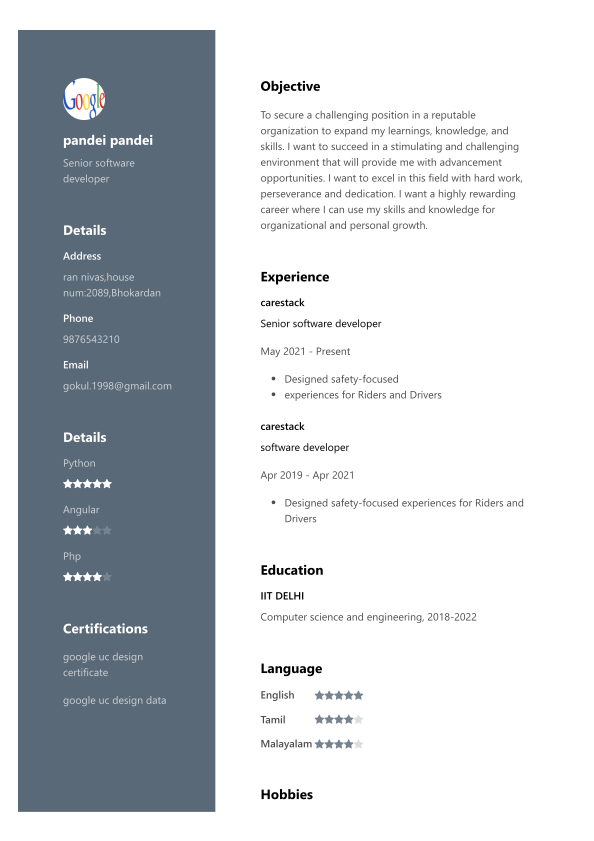 Google
pandei pandei
Senior software
developer
Details
Address
ran nivas,house
num:2089,Bhokardan
Phone
9876543210
Email
gokul.1998@gmail.com
Details
Python
Angular
Php
Certifications
google uc design
certificate
google uc design data
Objective
To secure a challenging position in a reputable
organization to expand my learnings, knowledge, and
skills. I want to succeed in a stimulating and challenging
environment that will provide me with advancement
opportunities. I want to excel in this field with hard work,
perseverance and dedication. I want a highly rewarding
career where I can use my skills and knowledge for
organizational and personal growth.
Experience
carestack
Senior software developer
May 2021 - Present
• Designed safety-focused
• experiences for Riders and Drivers
carestack
software developer
Apr 2019 - Apr 2021
• Designed safety-focused experiences for Riders and
Drivers
Education
IIT DELHI
Computer science and engineering, 2018-2022
Language
English
Tamil
Malayalam
Hobbies